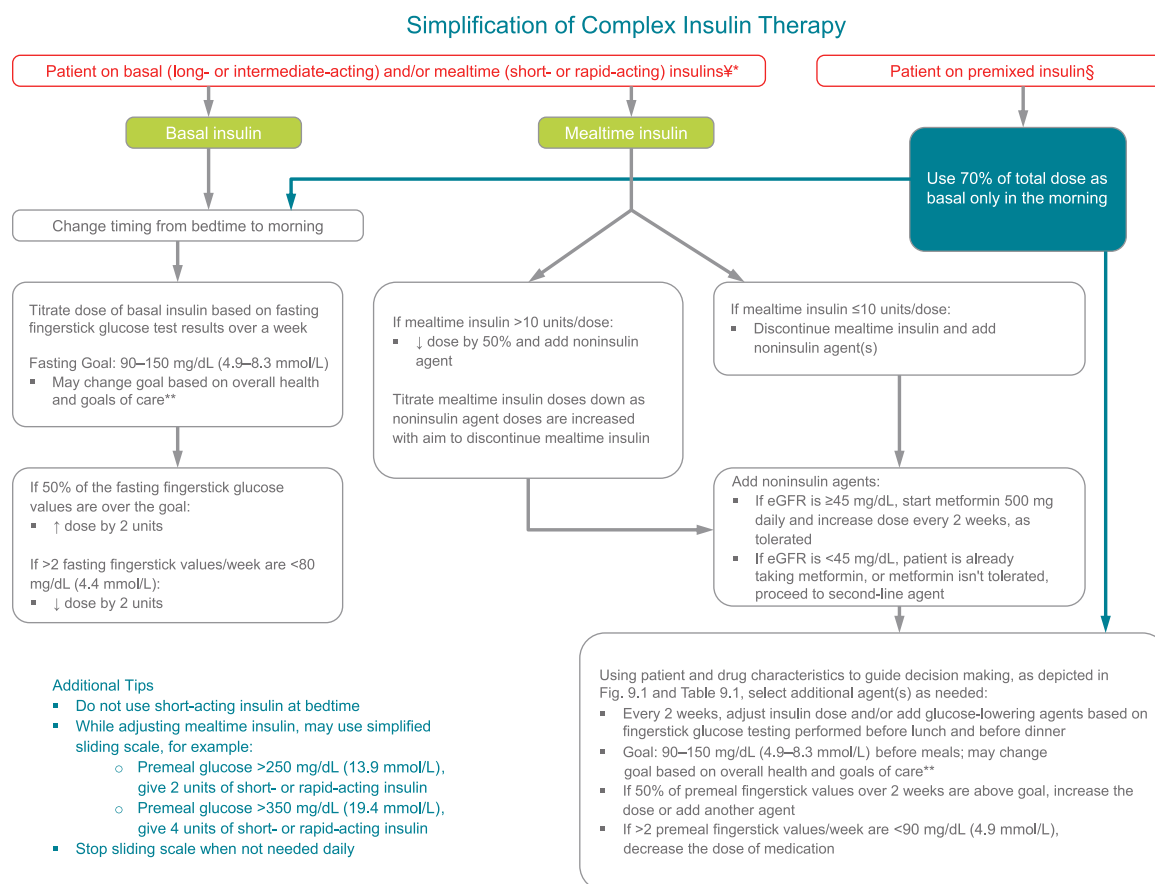 Simplification of Complex Insulin Therapy
Patient on basal (long- or intermediate-acting) and/or mealtime (short- or rapid-acting) insulins¥*
Patient on premixed insulin§
Basal insulin
Mealtime insulin
Use 70% of total dose as
basal only in the morning
Change timing from bedtime to morning
Titrate dose of basal insulin based on fasting
fingerstick glucose test results over a week
Fasting Goal: 90–150 mg/dL (4.9–8.3 mmol/L)
▪ May change goal based on overall health
and goals of care**
If 50% of the fasting fingerstick glucose
values are over the goal:
▪ ↑ dose by 2 units
If >2 fasting fingerstick values/week are <80
mg/dL (4.4 mmol/L):
▪ ↓ dose by 2 units
If mealtime insulin >10 units/dose:
▪ ↓ dose by 50% and add noninsulin
agent
Titrate mealtime insulin doses down as
noninsulin agent doses are increased
with aim to discontinue mealtime insulin
If mealtime insulin ≤10 units/dose:
▪ Discontinue mealtime insulin and add
noninsulin agent(s)
Add noninsulin agents:
▪ If eGFR is ≥45 mg/dL, start metformin 500 mg
daily and increase dose every 2 weeks, as
tolerated
▪ If eGFR is <45 mg/dL, patient is already
taking metformin, or metformin isn't tolerated,
proceed to second-line agent
Using patient and drug characteristics to guide decision making, as depicted in
Fig. 9.1 and Table 9.1, select additional agent(s) as needed:
▪ Every 2 weeks, adjust insulin dose and/or add glucose-lowering agents based on
fingerstick glucose testing performed before lunch and before dinner
▪ Goal: 90–150 mg/dL (4.9–8.3 mmol/L) before meals; may change
goal based on overall health and goals of care**
▪ If 50% of premeal fingerstick values over 2 weeks are above goal, increase the
dose or add another agent
▪ If >2 premeal fingerstick values/week are <90 mg/dL (4.9 mmol/L),
decrease the dose of medication
Additional Tips
▪ Do not use short-acting insulin at bedtime
▪ While adjusting mealtime insulin, may use simplified
sliding scale, for example:
o Premeal glucose >250 mg/dL (13.9 mmol/L),
give 2 units of short- or rapid-acting insulin
o Premeal glucose >350 mg/dL (19.4 mmol/L),
give 4 units of short- or rapid-acting insulin
▪ Stop sliding scale when not needed daily